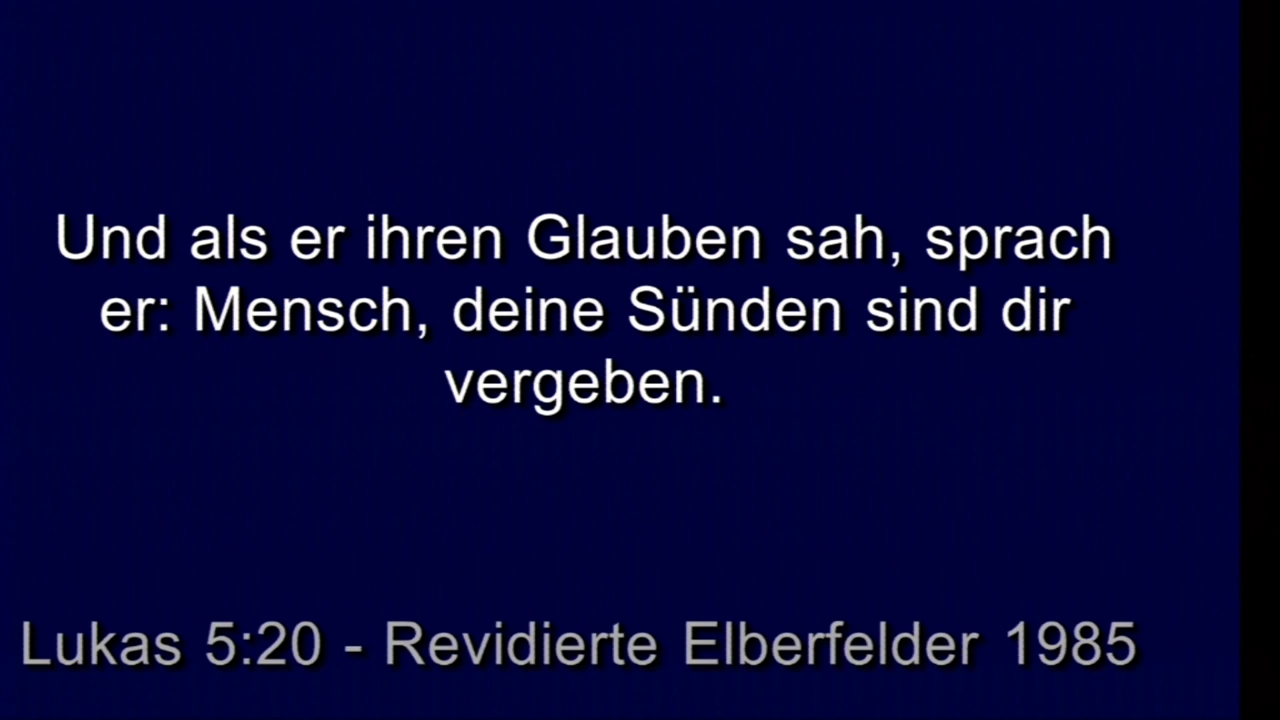 Und als er ihren Glauben sah, sprach
er: Mensch, deine Sünden sind dir
vergeben.
Lukas 5:20 - Revidierte Elberfelder 1985